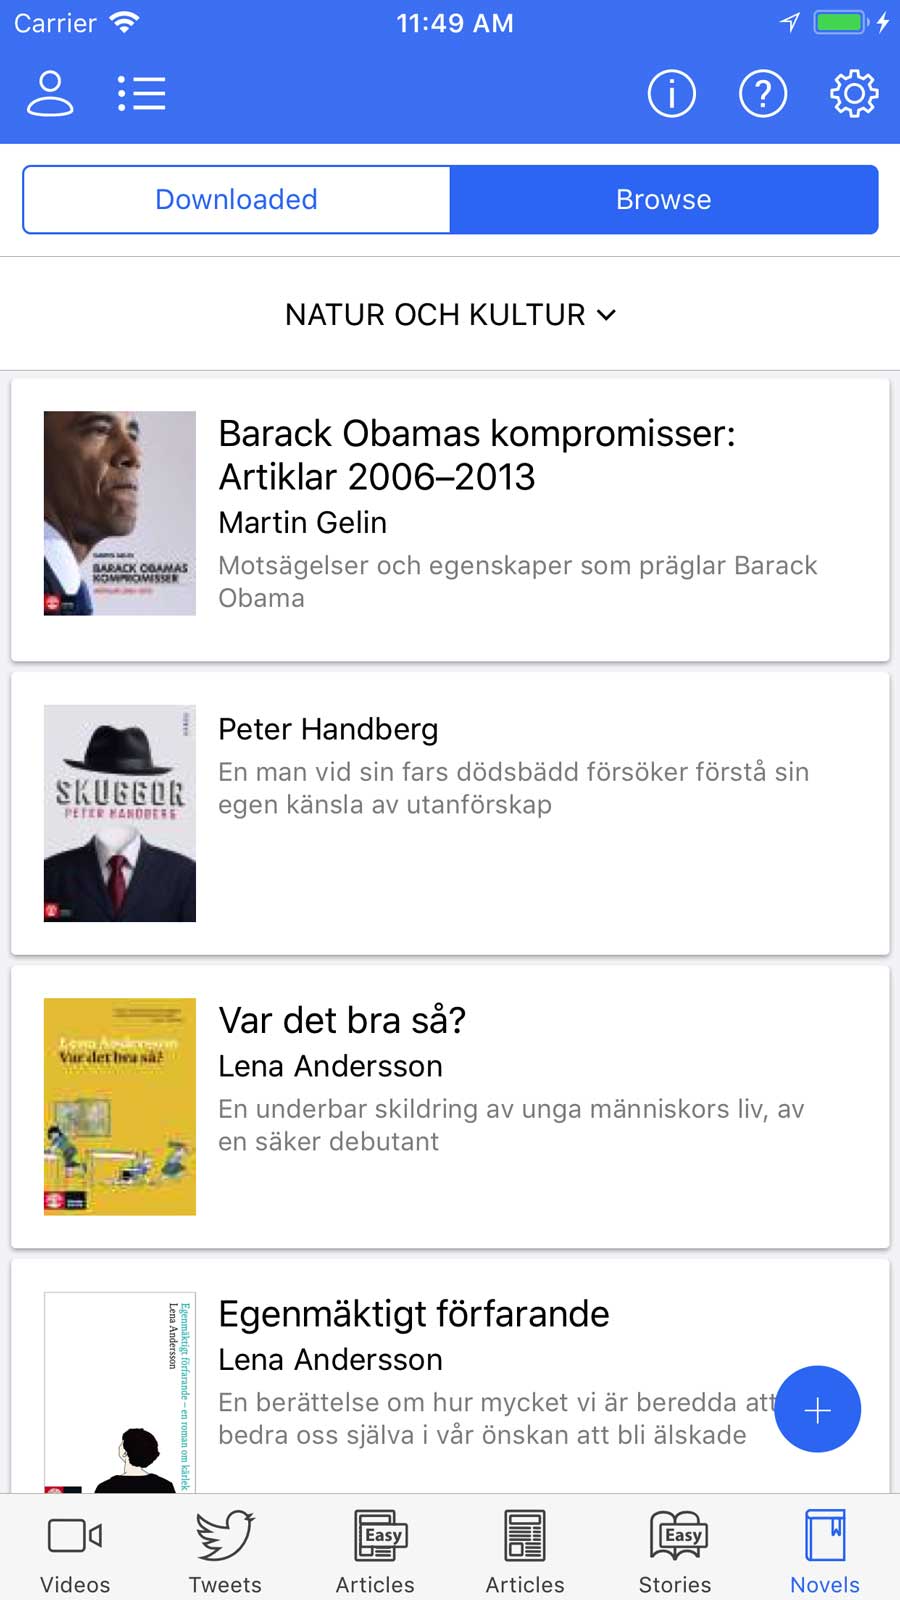 Carrier
11:49 AM
Downloaded
Browse
NATUR OCH KULTUR
BARACK OBAMAS
KOMPROMISSER
Barack Obamas kompromisser:
Artiklar 2006–2013
Martin Gelin
Motsägelser och egenskaper som präglar Barack
Obama
SKUGGOR
PETER HANDBERG
Peter Handberg
En man vid sin fars dödsbädd försöker förstå sin
egen känsla av utanförskap
Lena Andersson
Var det bra så?
Var det bra så?
Lena Andersson
En underbar skildring av unga människors liv, av
en säker debutant
Egenmäktigt förfarande – en roman om kärlek
Lena Andersson
Egenmäktigt förfarande
Lena Andersson
En berättelse om hur mycket vi är beredda att
bedra oss själva i vår önskan att bli älskade
Easy
Easy
Videos
Tweets
Articles
Articles
Stories
Novels